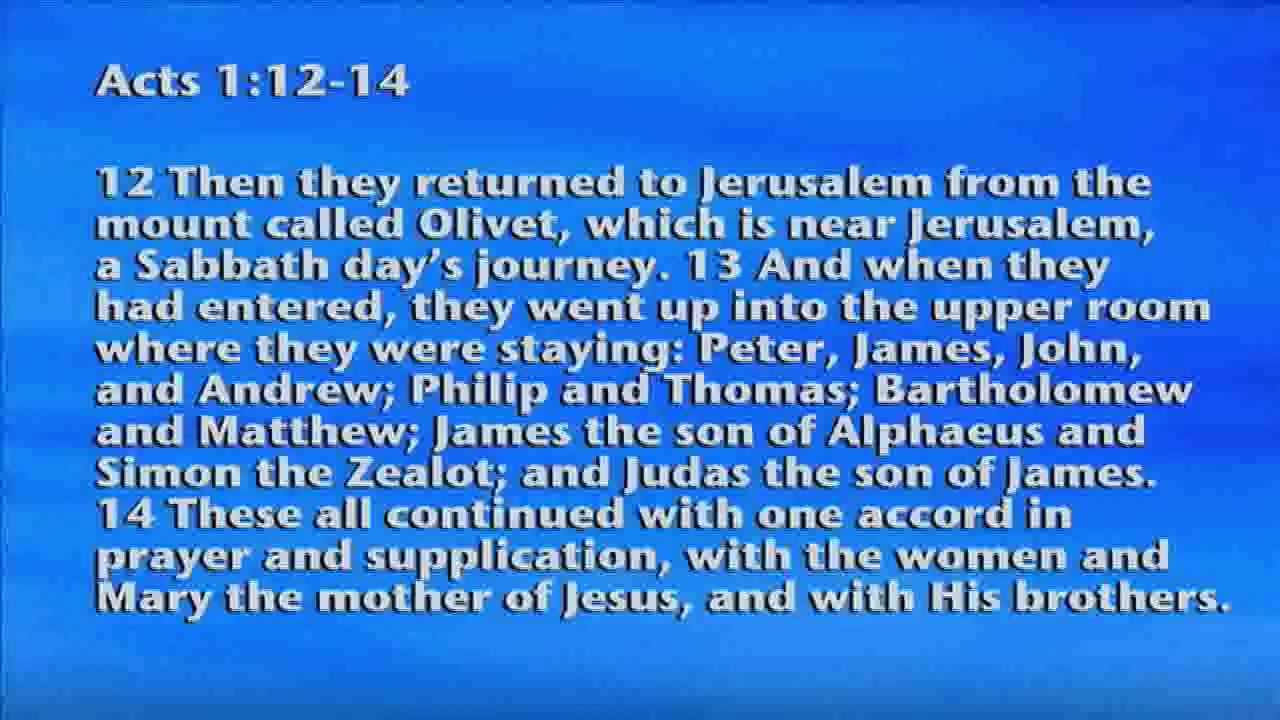 Acts 1:12-14
12 Then they returned to Jerusalem from the
mount called Olivet, which is near Jerusalem,
a Sabbath day’s journey. 13 And when they
had entered, they went up into the upper room
where they were staying: Peter, James, John,
and Andrew; Philip and Thomas; Bartholomew
and Matthew; James the son of Alphaeus and
Simon the Zealot; and Judas the son of James.
14 These all continued with one accord in
prayer and supplication, with the women and
Mary the mother of Jesus, and with His brothers.